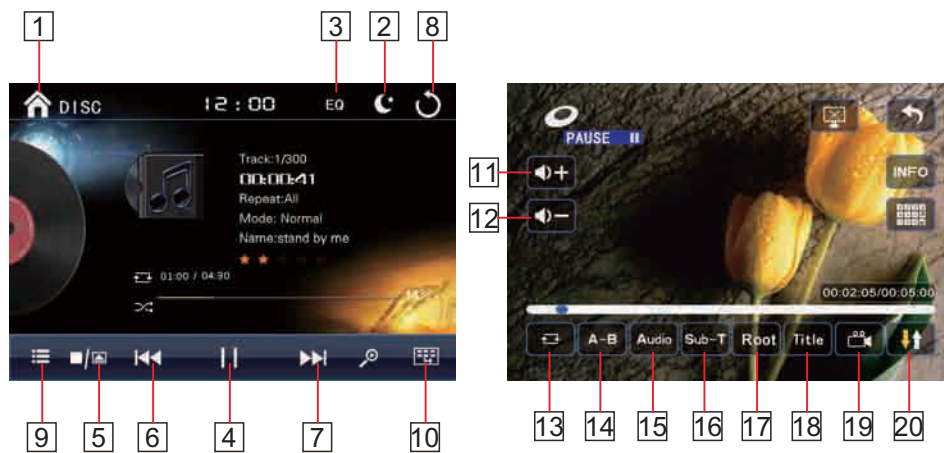 1 3 2 8
DISC 12:00 EQ
Track:1/300
00:00:41
Repeat:All
Mode: Normal
Name:stand by me
01:00 / 04:30
9 5 6 4 7 10
PAUSE
11
INFO
12
00:02:05/00:05:00
A-B Audio Sub-T Root Title
13 14 15 16 17 18 19 20